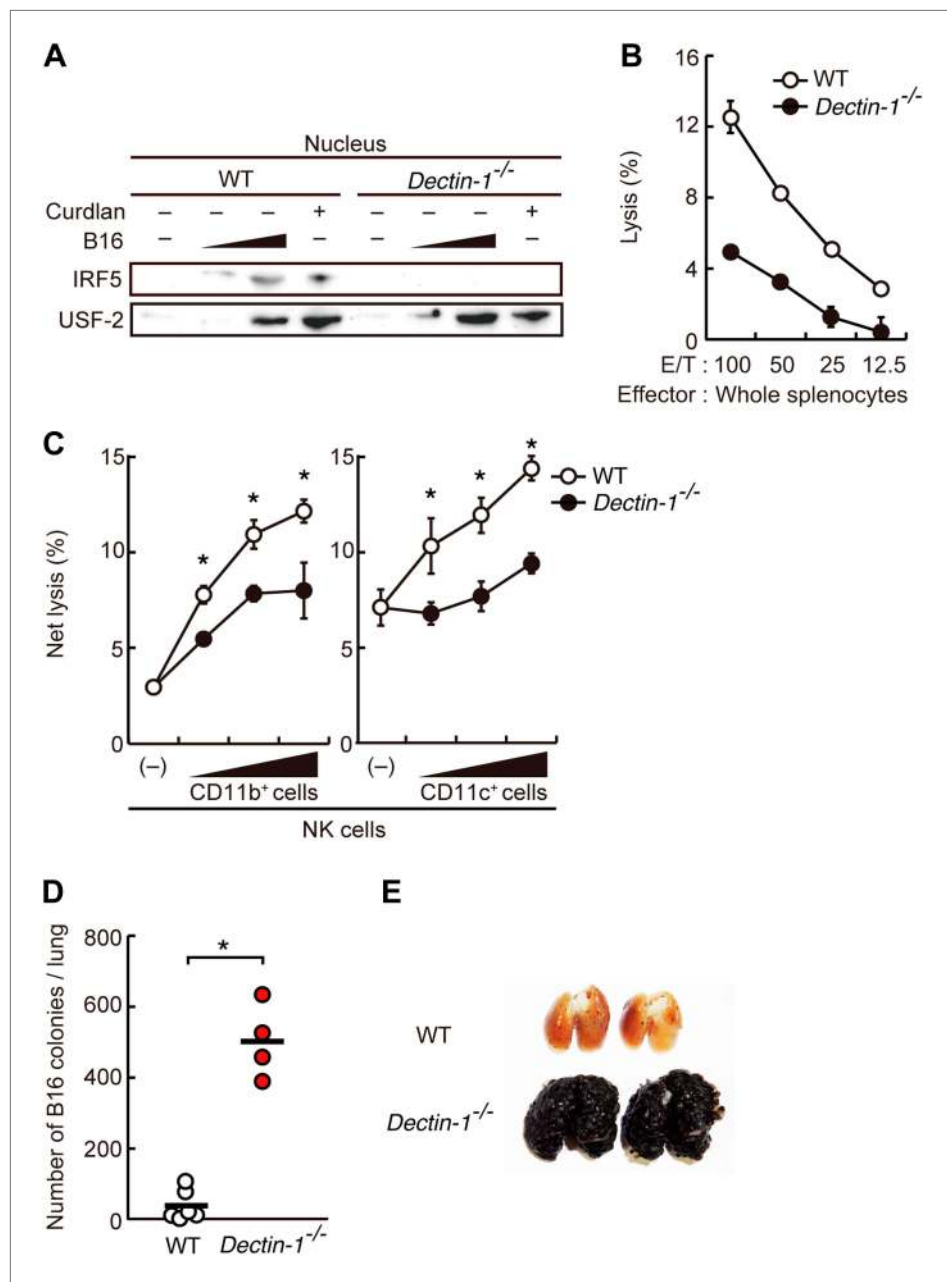 A
Nucleus
WT Dectin-1-/-
Curdlan – – – + – – – +
B16 – – – –
IRF5
USF-2
B
16
12
8
4
0
Lysis (%)
WT
Dectin-1-/-
E/T : 100 50 25 12.5
Effector : Whole splenocytes
C
15
10
5
0
Net lysis (%)
* * *
(–)
CD11b+ cells
15
10
5
0
* * *
(–)
CD11c+ cells
WT
Dectin-1-/-
NK cells
D
800
600
400
200
0
Number of B16 colonies / lung
*
WT Dectin-1-/-
E
WT
Dectin-1-/-